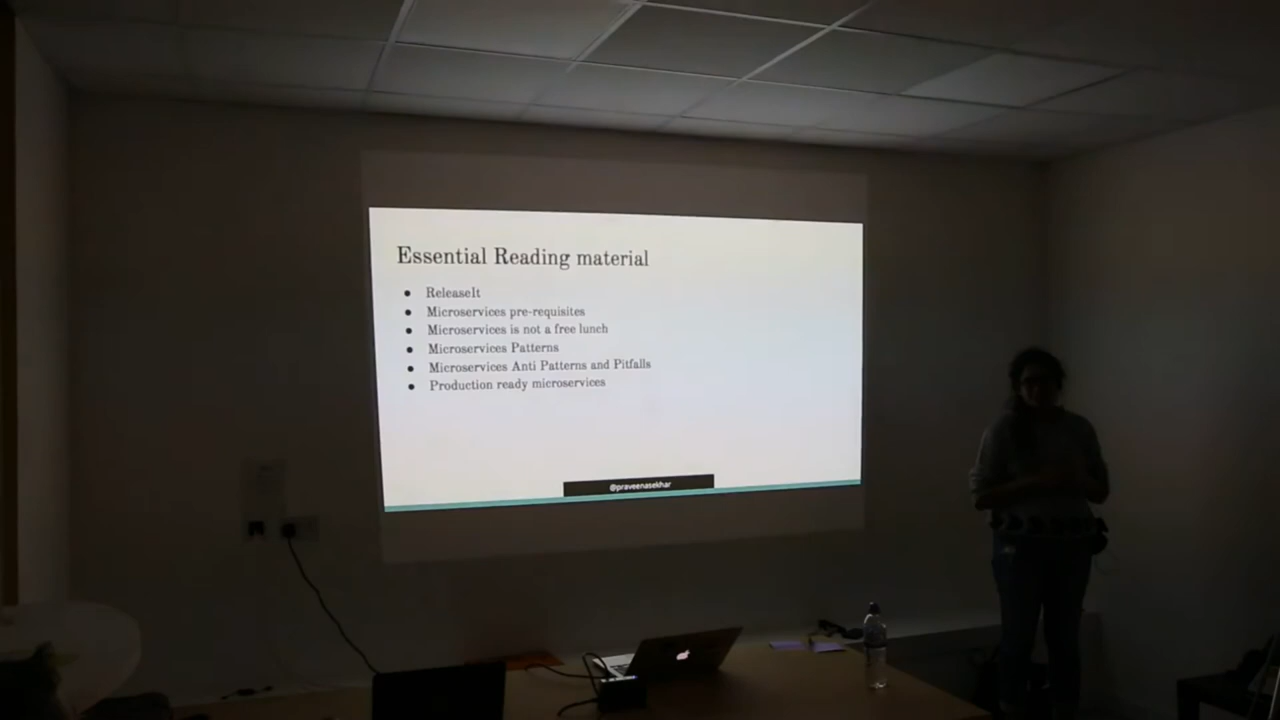 Essential Reading material
● ReleaseIt
● Microservices pre-requisites
● Microservices is not a free lunch
● Microservices Patterns
● Microservices Anti Patterns and Pitfalls
● Production ready microservices
@praveenasekhar